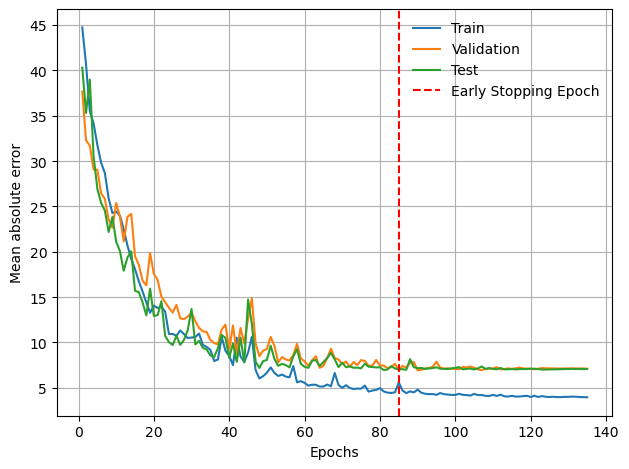 45
40
35
30
25
20
15
10
5
Mean absolute error
Train
Validation
Test
Early Stopping Epoch
0 20 40 60 80 100 120 140
Epochs